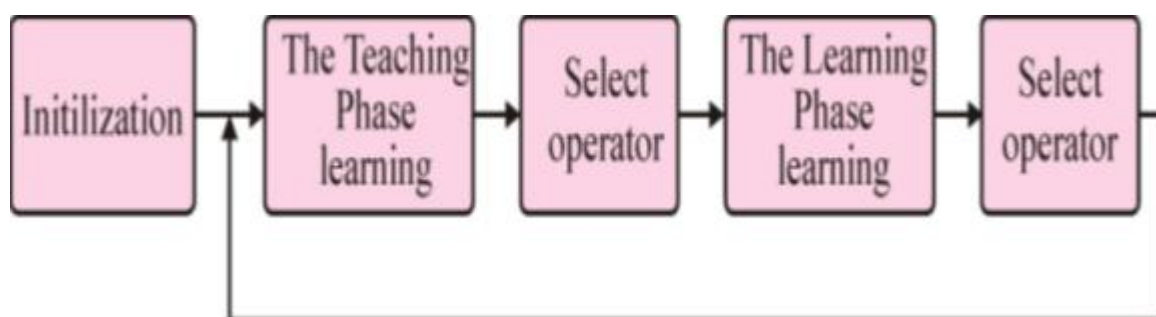 Initilization
The Teaching
Phase
learning
Select
operator
The Learning
Phase
learning
Select
operator